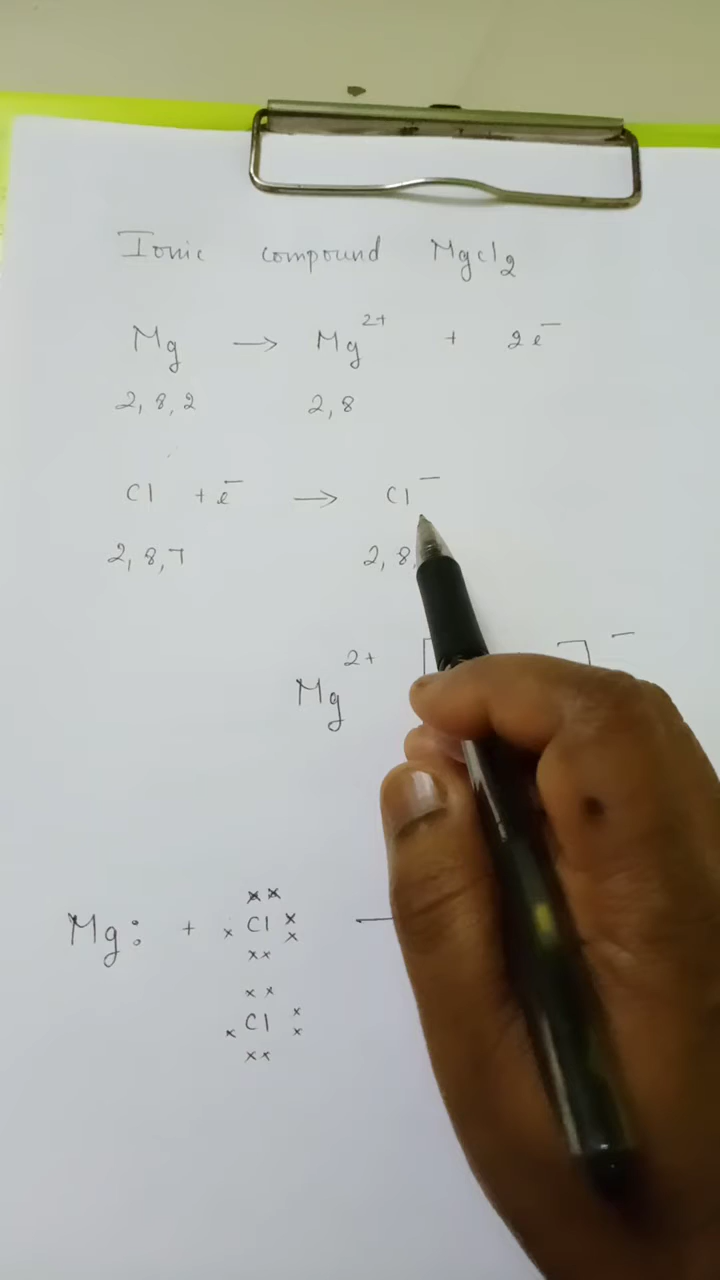 Ionic compound Mgcl2
Mg → Mg2+ + 2e−
2, 8, 2 2, 8
Cl + e− → Cl−
2, 8, 7 2, 8,
Mg2+ [ ]−
Mg: + Cl
Cl